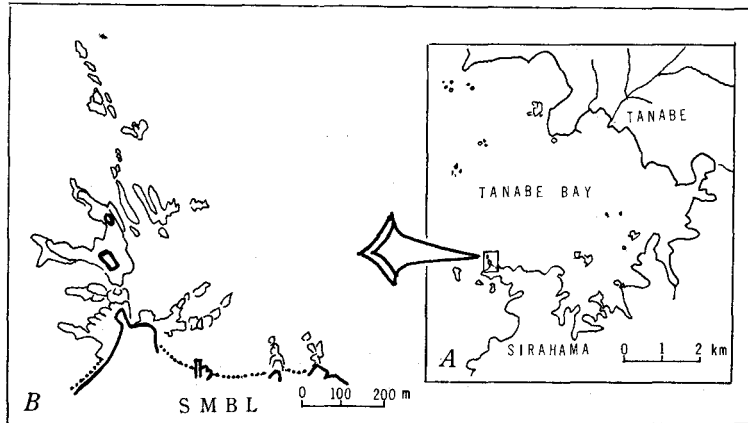 TANABE
TANABE BAY
A
SIRAHAMA
0 1 2 km
B
SMBL
0 100 200 m